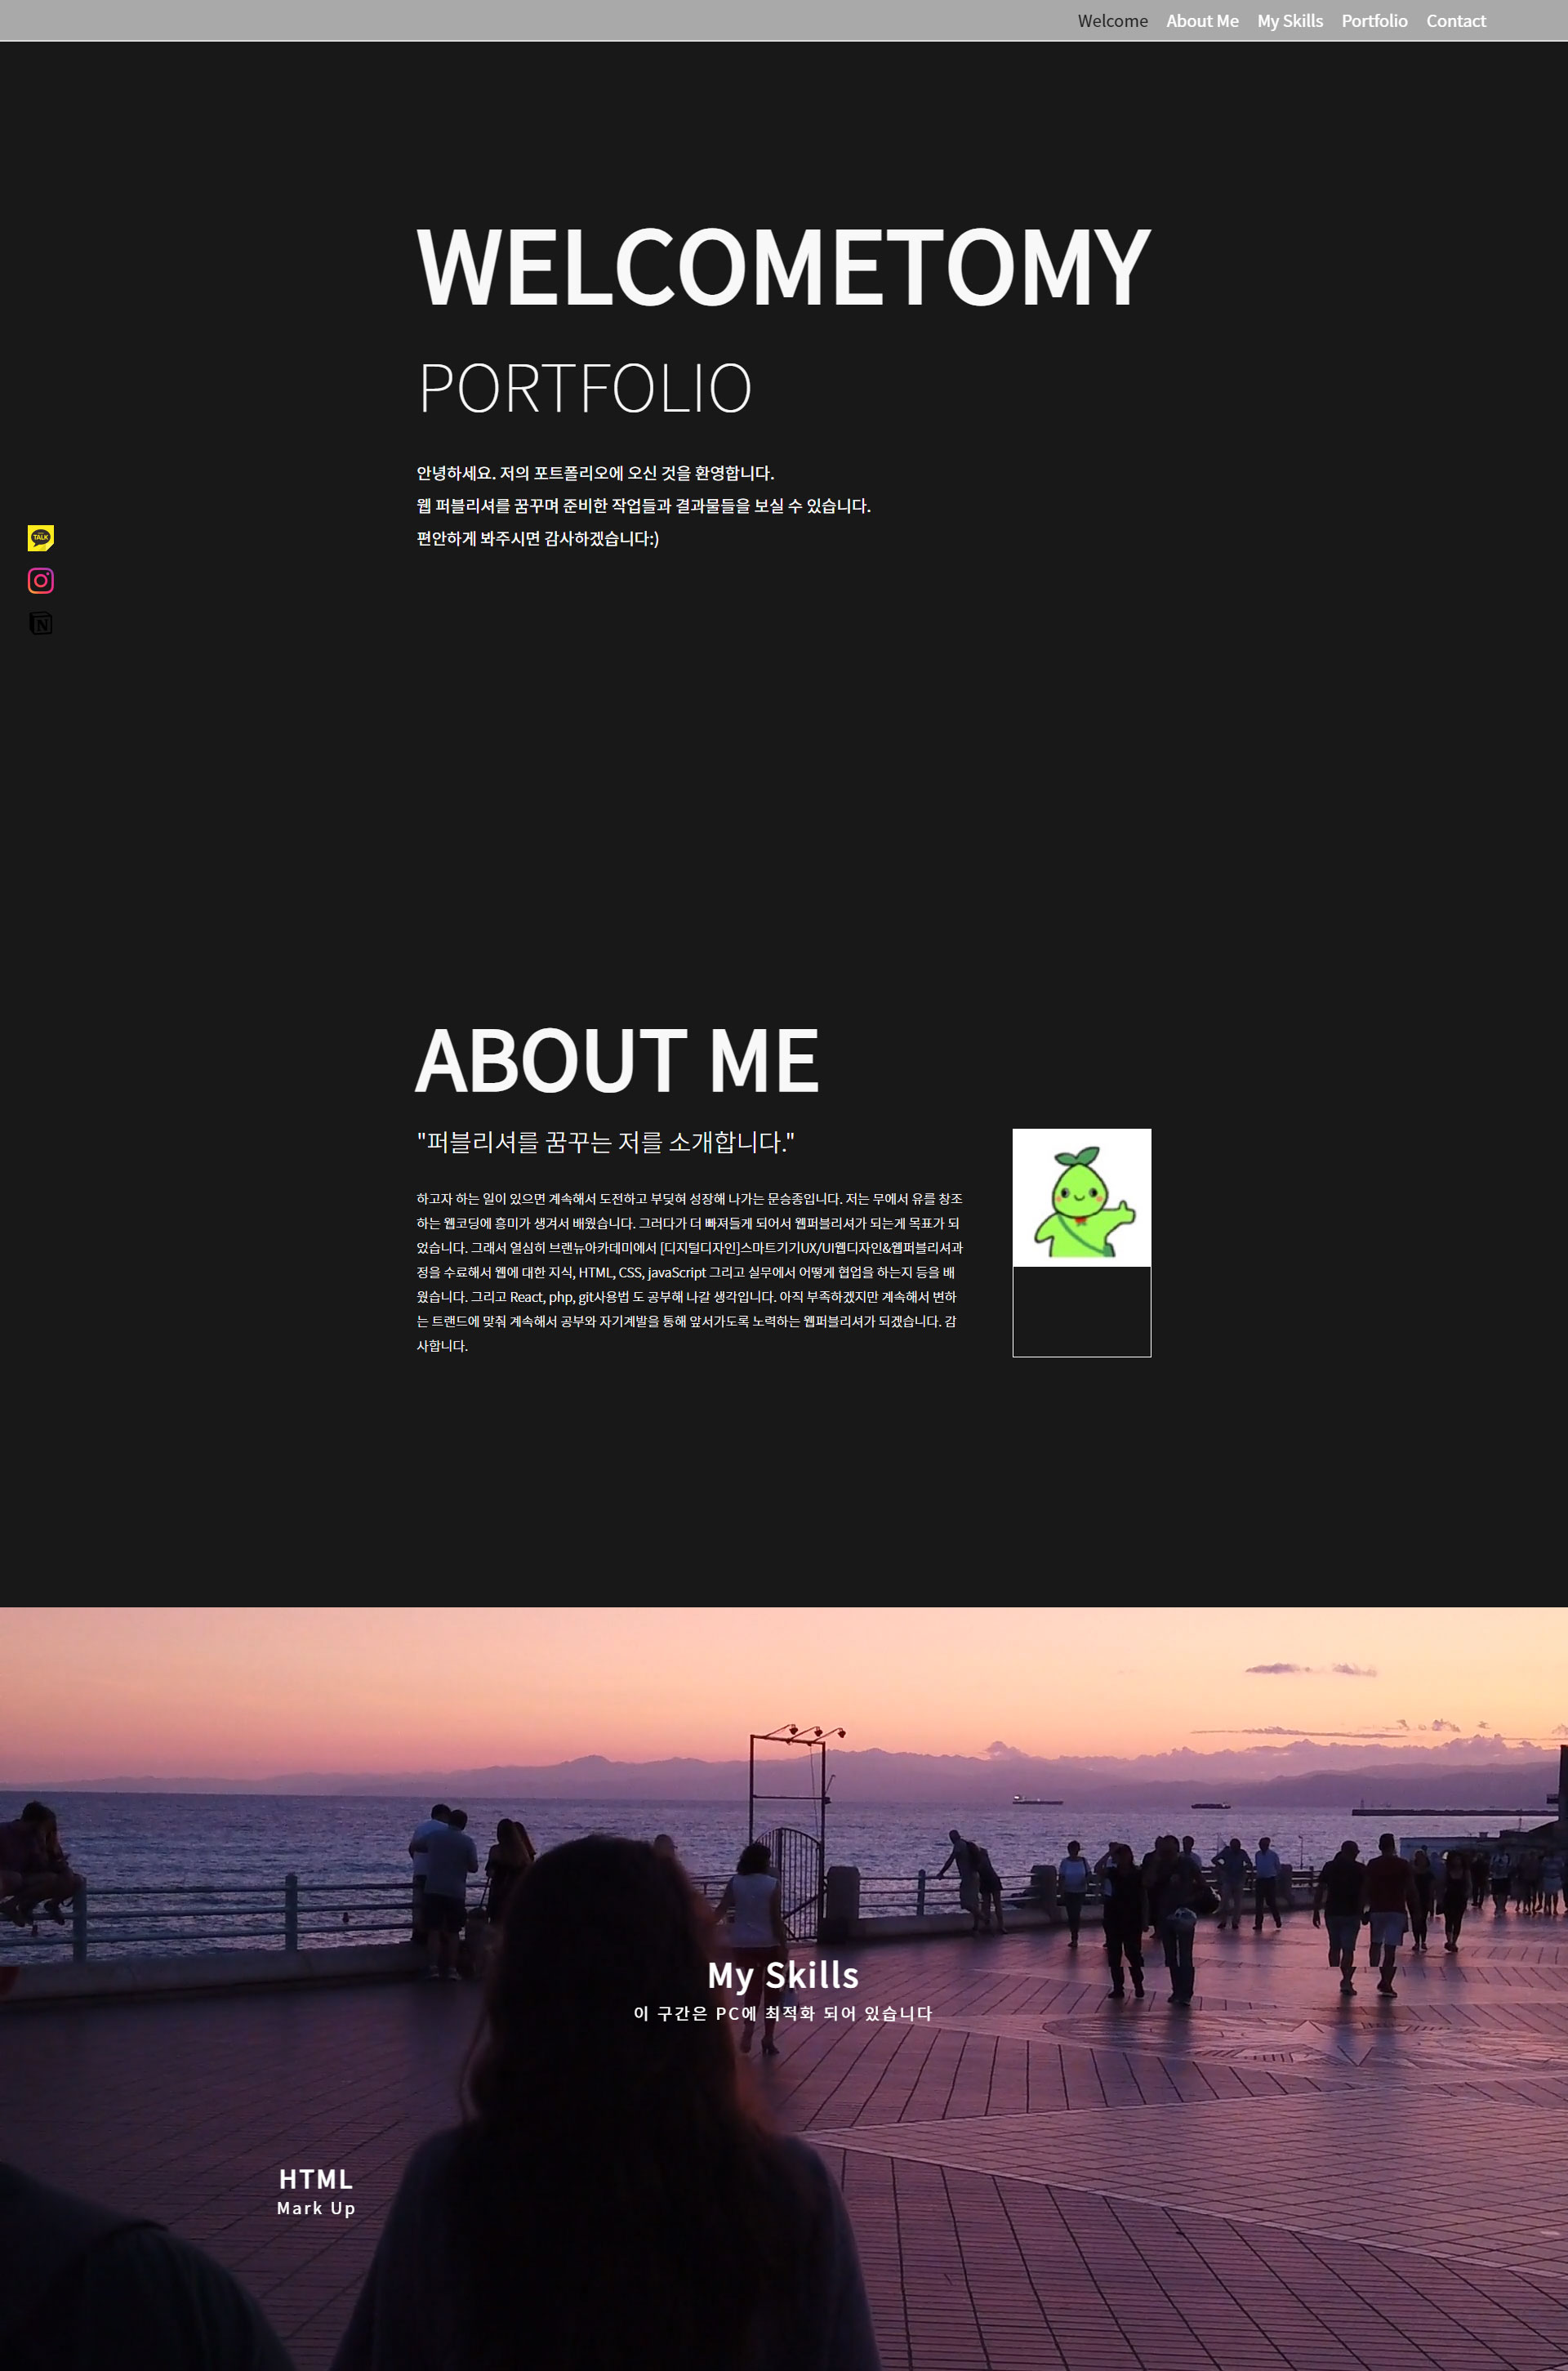 Welcome About Me My Skills Portfolio Contact
WELCOMETOMY
PORTFOLIO
안녕하세요. 저의 포트폴리오에 오신 것을 환영합니다.
웹 퍼블리셔를 꿈꾸며 준비한 작업들과 결과물들을 보실 수 있습니다.
편안하게 봐주시면 감사하겠습니다:)
TALK
N
ABOUT ME
"퍼블리셔를 꿈꾸는 저를 소개합니다."
하고자 하는 일이 있으면 계속해서 도전하고 부딪혀 성장해 나가는 문승종입니다. 저는 무에서 유를 창조
하는 웹코딩에 흥미가 생겨서 배웠습니다. 그러다가 더 빠져들게 되어서 웹퍼블리셔가 되는게 목표가 되
었습니다. 그래서 열심히 브랜뉴아카데미에서 [디지털디자인]스마트기기UX/UI웹디자인&웹퍼블리셔과
정을 수료해서 웹에 대한 지식, HTML, CSS, javaScript 그리고 실무에서 어떻게 협업을 하는지 등을 배
웠습니다. 그리고 React, php, git사용법 도 공부해 나갈 생각입니다. 아직 부족하겠지만 계속해서 변하
는 트랜드에 맞춰 계속해서 공부와 자기계발을 통해 앞서가도록 노력하는 웹퍼블리셔가 되겠습니다. 감
사합니다.
My Skills
이 구간은 PC에 최적화 되어 있습니다
HTML
Mark Up